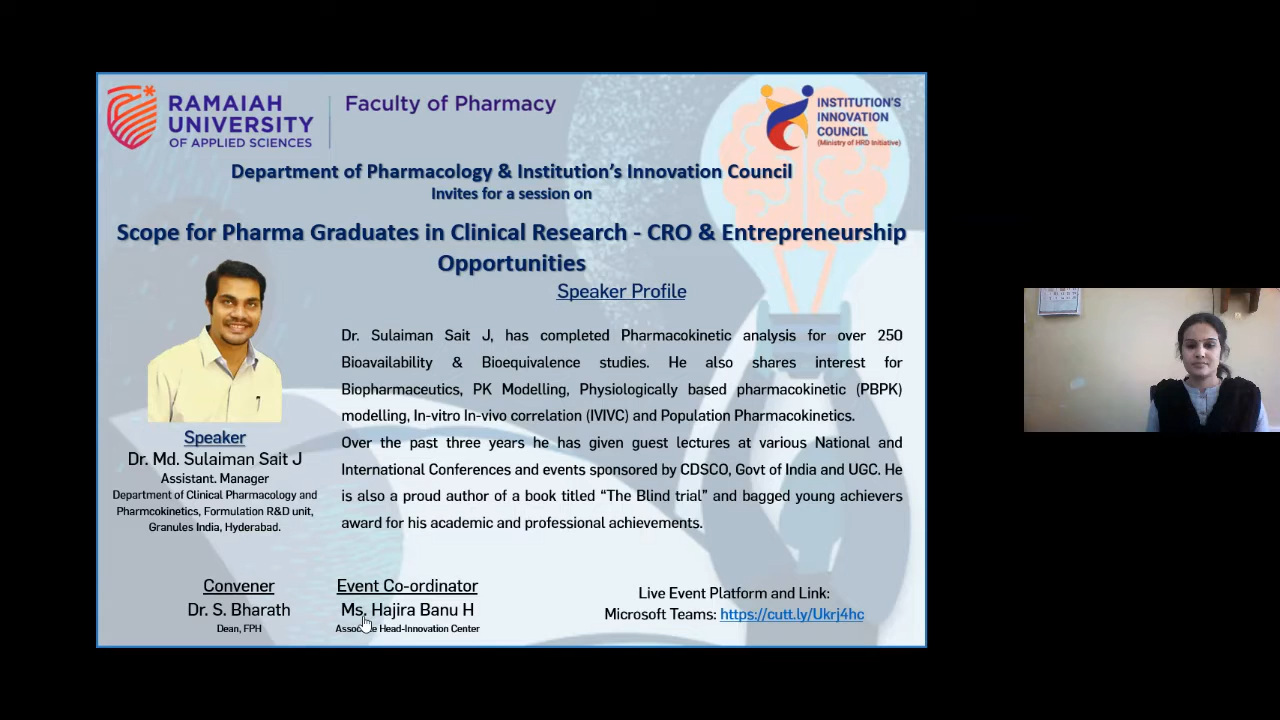 RAMAIAH
UNIVERSITY
OF APPLIED SCIENCES
Faculty of Pharmacy
INSTITUTION'S
INNOVATION
COUNCIL
(Ministry of HRD Initiative)
Department of Pharmacology & Institution's Innovation Council
Invites for a session on
Scope for Pharma Graduates in Clinical Research - CRO & Entrepreneurship
Opportunities
Speaker Profile
Dr. Sulaiman Sait J, has completed Pharmacokinetic analysis for over 250
Bioavailability & Bioequivalence studies. He also shares interest for
Biopharmaceutics, PK Modelling, Physiologically based pharmacokinetic (PBPK)
modelling, In-vitro In-vivo correlation (IVIVC) and Population Pharmacokinetics.
Over the past three years he has given guest lectures at various National and
International Conferences and events sponsored by CDSCO, Govt of India and UGC. He
is also a proud author of a book titled “The Blind trial” and bagged young achievers
award for his academic and professional achievements.
Speaker
Dr. Md. Sulaiman Sait J
Assistant. Manager
Department of Clinical Pharmacology and
Pharmcokinetics, Formulation R&D unit,
Granules India, Hyderabad.
Convener
Dr. S. Bharath
Dean, FPH
Event Co-ordinator
Ms. Hajira Banu H
Associate Head-Innovation Center
Live Event Platform and Link:
Microsoft Teams: https://cutt.ly/Ukrj4hc